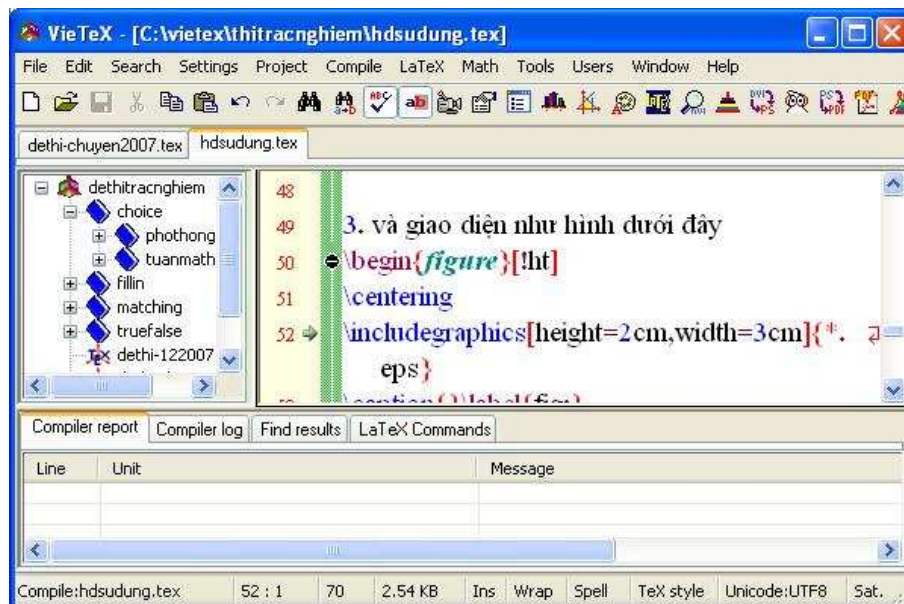 VieTeX - [C:\vietex\thitracnghiem\hdsudung.tex]
File Edit Search Settings Project Compile LaTeX Math Tools Users Window Help
dethi-chuyen2007.tex hdsudung.tex
dethitracnghiem
choice
phothong
tuanmath
fillin
matching
truefalse
dethi-122007
48
49 3. và giao diện như hình dưới đây
50 \begin{figure}[!ht]
51 \centering
52 \includegraphics[height=2cm,width=3cm]{*.
eps}
\caption{}\label{fig:}
Compiler report Compiler log Find results LaTeX Commands
Line Unit Message
Compile:hdsudung.tex 52 : 1 70 2.54 KB Ins Wrap Spell TeX style Unicode:UTF8 Sat.